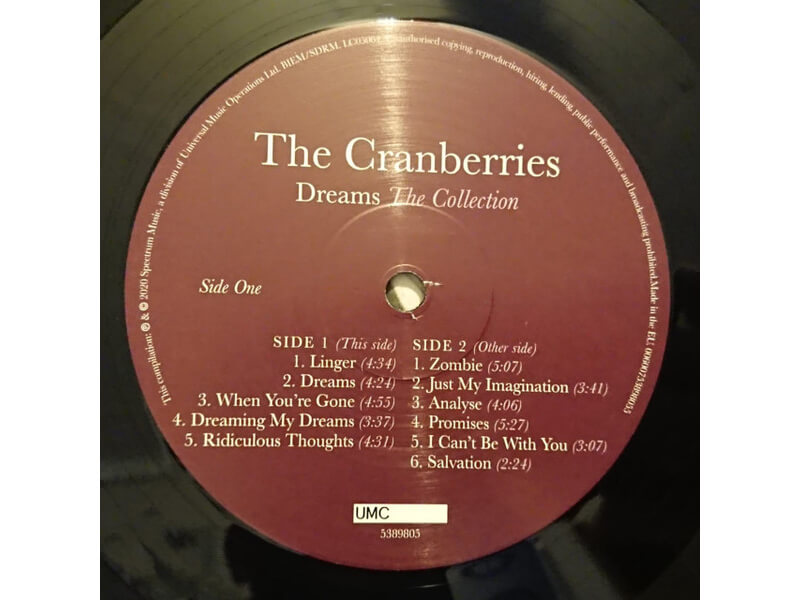 This compilation: ℗ & © 2020 Spectrum Music, a division of Universal Music Operations Ltd. BIEM/SDRM. LC03064. Unauthorised copying, reproduction, hiring, lending, public performance and broadcasting prohibited. Made in the EU.
The Cranberries
Dreams The Collection
Side One
SIDE 1 (This side)
1. Linger (4:34)
2. Dreams (4:24)
3. When You're Gone (4:55)
4. Dreaming My Dreams (3:37)
5. Ridiculous Thoughts (4:31)
SIDE 2 (Other side)
1. Zombie (5:07)
2. Just My Imagination (3:41)
3. Analyse (4:06)
4. Promises (5:27)
5. I Can't Be With You (3:07)
6. Salvation (2:24)
UMC
5389805